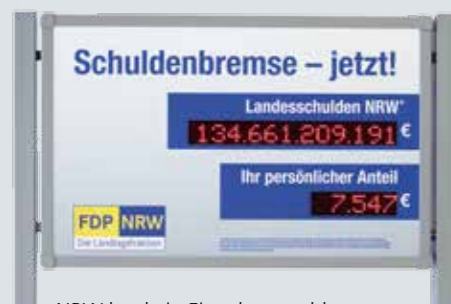 Schuldenbremse – jetzt!
Landesschulden NRW*
134.661.209.191 €
Ihr persönlicher Anteil
7.547 €
FDP NRW
Die Landtagsfraktion